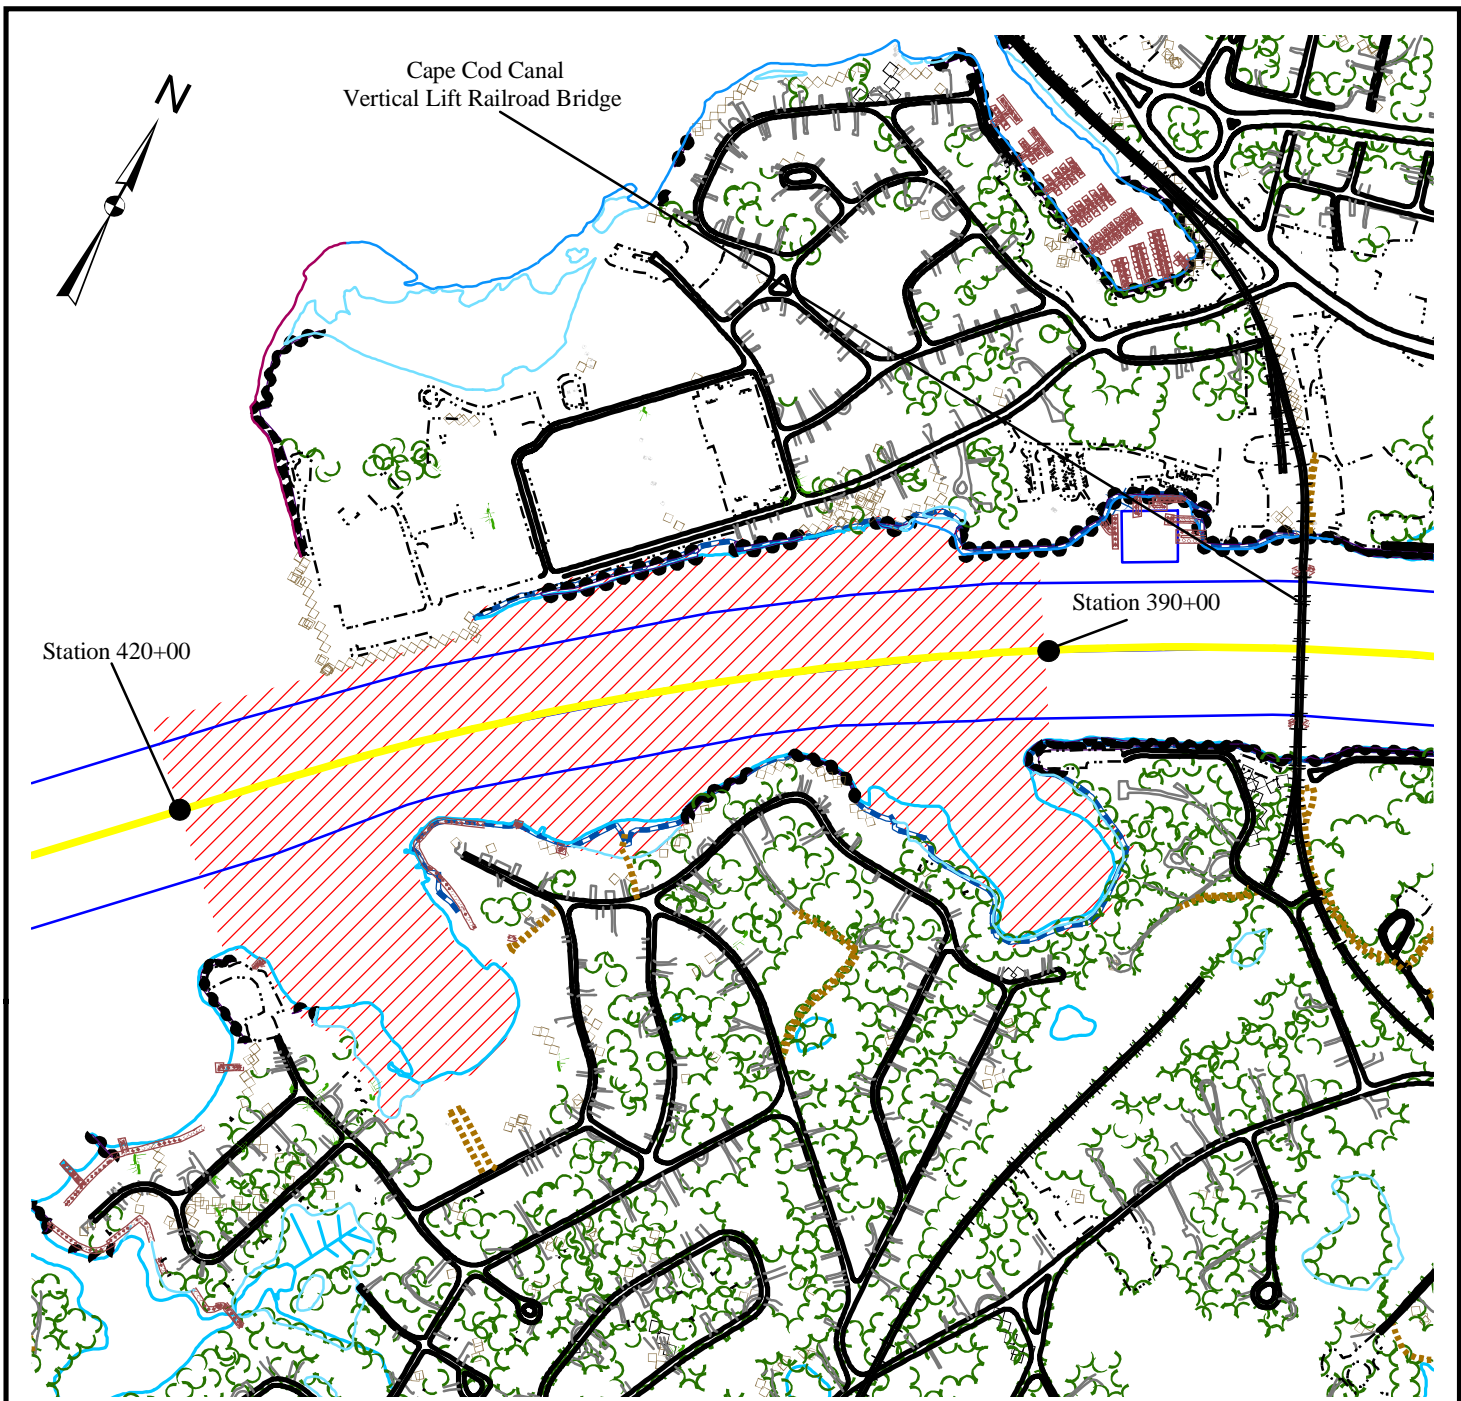 N
Cape Cod Canal
Vertical Lift Railroad Bridge
Station 390+00
Station 420+00